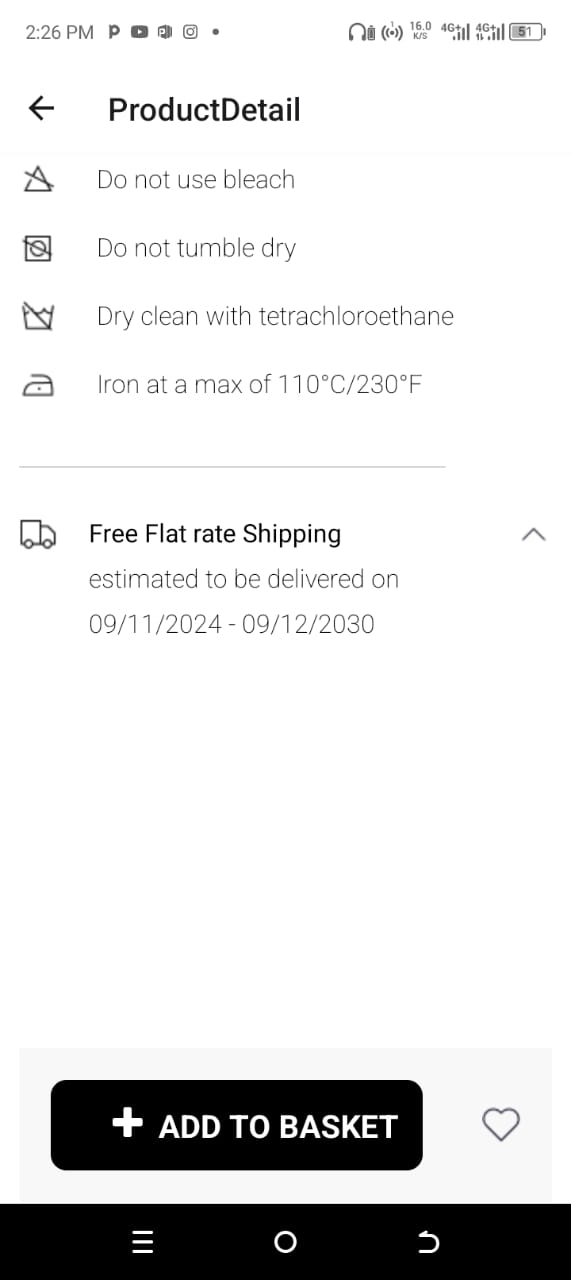 2:26 PM
16.0 K/S 4G+ 4G+ 51
ProductDetail
Do not use bleach
Do not tumble dry
Dry clean with tetrachloroethane
Iron at a max of 110°C/230°F
Free Flat rate Shipping
estimated to be delivered on
09/11/2024 - 09/12/2030
+ ADD TO BASKET